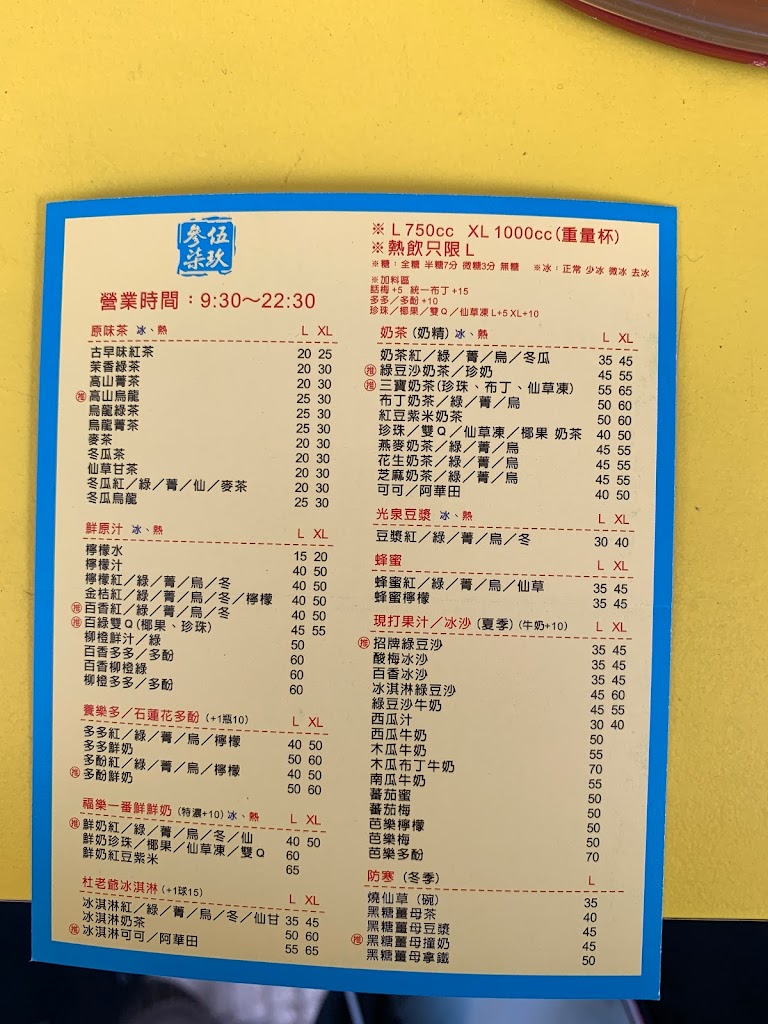 參伍
柒玖
營業時間：9:30～22:30
原味茶 冰、熱 L XL
古早味紅茶 20 25
茉香綠茶 20 30
高山菁茶 20 30
推 高山烏龍 25 30
烏龍綠茶 25 30
烏龍菁茶 25 30
麥茶 20 30
冬瓜茶 20 30
仙草甘茶 20 30
冬瓜紅／綠／菁／仙／麥茶 20 30
冬瓜烏龍 25 30
鮮原汁 冰、熱 L XL
檸檬水 15 20
檸檬汁 40 50
檸檬紅／綠／菁／烏／冬 40 50
金桔紅／綠／菁／烏／冬／檸檬 40 50
推 百香紅／綠／菁／烏／冬 40 50
推 百綠雙Q(椰果、珍珠) 45 55
柳橙鮮汁／綠 50
百香多多／多酚 60
百香柳橙綠 60
柳橙多多／多酚 60
養樂多／石蓮花多酚 (+1瓶10) L XL
多多紅／綠／菁／烏／檸檬 40 50
多多鮮奶 50 60
多酚紅／綠／菁／烏／檸檬 40 50
推 多酚鮮奶 50 60
福樂一番鮮鮮奶 (特濃+10) 冰、熱 L XL
推 鮮奶紅／綠／菁／烏／冬／仙 40 50
鮮奶珍珠／椰果／仙草凍／雙Q 60
鮮奶紅豆紫米 65
杜老爺冰淇淋 (+1球15) L XL
冰淇淋紅／綠／菁／烏／冬／仙甘 35 45
冰淇淋奶茶 50 60
推 冰淇淋可可／阿華田 55 65
※ L 750cc XL 1000cc(重量杯)
※ 熱飲只限 L
※糖：全糖 半糖7分 微糖3分 無糖 ※冰：正常 少冰 微冰 去冰
※加料區
話梅+5 統一布丁+15
多多／多酚+10
珍珠／椰果／雙Q／仙草凍L+5 XL+10
奶茶 (奶精) 冰、熱 L XL
奶茶紅／綠／菁／烏／冬瓜 35 45
推 綠豆沙奶茶／珍奶 45 55
推 三寶奶茶(珍珠、布丁、仙草凍) 55 65
布丁奶茶／綠／菁／烏 50 60
紅豆紫米奶茶 50 60
珍珠／雙Q／仙草凍／椰果 奶茶 40 50
燕麥奶茶／綠／菁／烏 45 55
花生奶茶／綠／菁／烏 45 55
芝麻奶茶／綠／菁／烏 45 55
可可／阿華田 40 50
光泉豆漿 冰、熱 L XL
豆漿紅／綠／菁／烏／冬 30 40
蜂蜜 L XL
蜂蜜紅／綠／菁／烏／仙草 35 45
蜂蜜檸檬 35 45
現打果汁／冰沙 (夏季) (牛奶+10) L XL
推 招牌綠豆沙 35 45
酸梅冰沙 35 45
百香冰沙 35 45
冰淇淋綠豆沙 45 60
綠豆沙牛奶 45 55
西瓜汁 30 40
西瓜牛奶 50
木瓜牛奶 55
木瓜布丁牛奶 70
南瓜牛奶 55
蕃茄蜜 50
蕃茄梅 50
芭樂檸檬 50
芭樂梅 50
芭樂多酚 70
防寒 (冬季) L
燒仙草 (碗) 35
黑糖薑母茶 40
黑糖薑母豆漿 45
推 黑糖薑母撞奶 45
黑糖薑母拿鐵 50